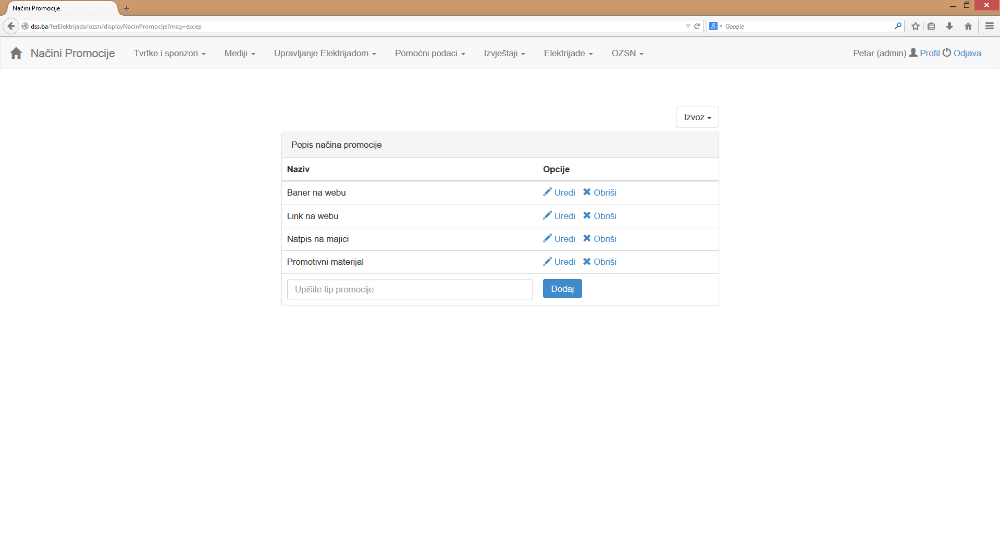 Načini Promocije
dss.ba/ferElektrijada/ozsn/displayNacinPromocije?msg=excep
Google
Načini Promocije Tvrtke i sponzori Mediji Upravljanje Elektrijadom Pomoćni podaci Izvještaji Elektrijade OZSN Petar (admin) Profil Odjava
Izvoz
Popis načina promocije
Naziv Opcije
Baner na webu Uredi Obriši
Link na webu Uredi Obriši
Natpis na majici Uredi Obriši
Promotivni materijal Uredi Obriši
Upišite tip promocije Dodaj